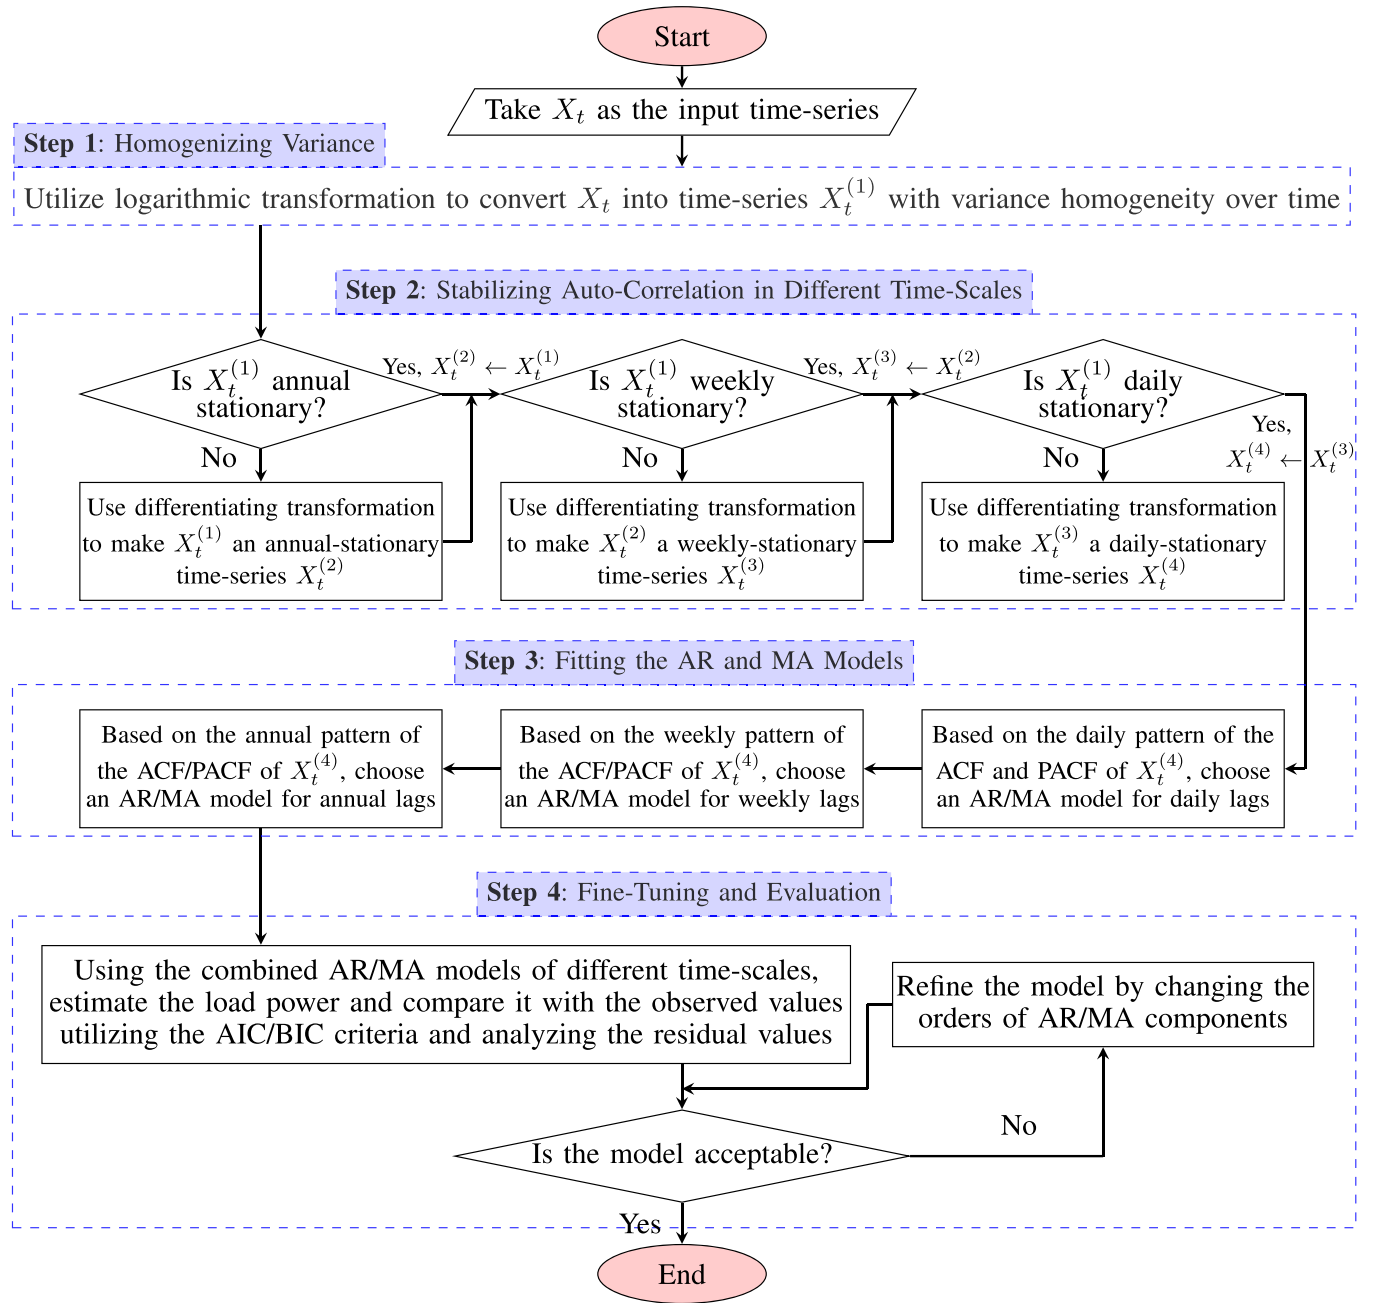 Start
Take X_t as the input time-series
Step 1: Homogenizing Variance
Utilize logarithmic transformation to convert X_t into time-series X_t^{(1)} with variance homogeneity over time
Step 2: Stabilizing Auto-Correlation in Different Time-Scales
Is X_t^{(1)} annual
stationary?
Yes, X_t^{(2)} ← X_t^{(1)}
No
Use differentiating transformation
to make X_t^{(1)} an annual-stationary
time-series X_t^{(2)}
Is X_t^{(1)} weekly
stationary?
Yes, X_t^{(3)} ← X_t^{(2)}
No
Use differentiating transformation
to make X_t^{(2)} a weekly-stationary
time-series X_t^{(3)}
Is X_t^{(1)} daily
stationary?
Yes,
X_t^{(4)} ← X_t^{(3)}
No
Use differentiating transformation
to make X_t^{(3)} a daily-stationary
time-series X_t^{(4)}
Step 3: Fitting the AR and MA Models
Based on the annual pattern of
the ACF/PACF of X_t^{(4)}, choose
an AR/MA model for annual lags
Based on the weekly pattern of
the ACF/PACF of X_t^{(4)}, choose
an AR/MA model for weekly lags
Based on the daily pattern of the
ACF and PACF of X_t^{(4)}, choose
an AR/MA model for daily lags
Step 4: Fine-Tuning and Evaluation
Using the combined AR/MA models of different time-scales,
estimate the load power and compare it with the observed values
utilizing the AIC/BIC criteria and analyzing the residual values
Refine the model by changing the
orders of AR/MA components
Is the model acceptable?
No
Yes
End